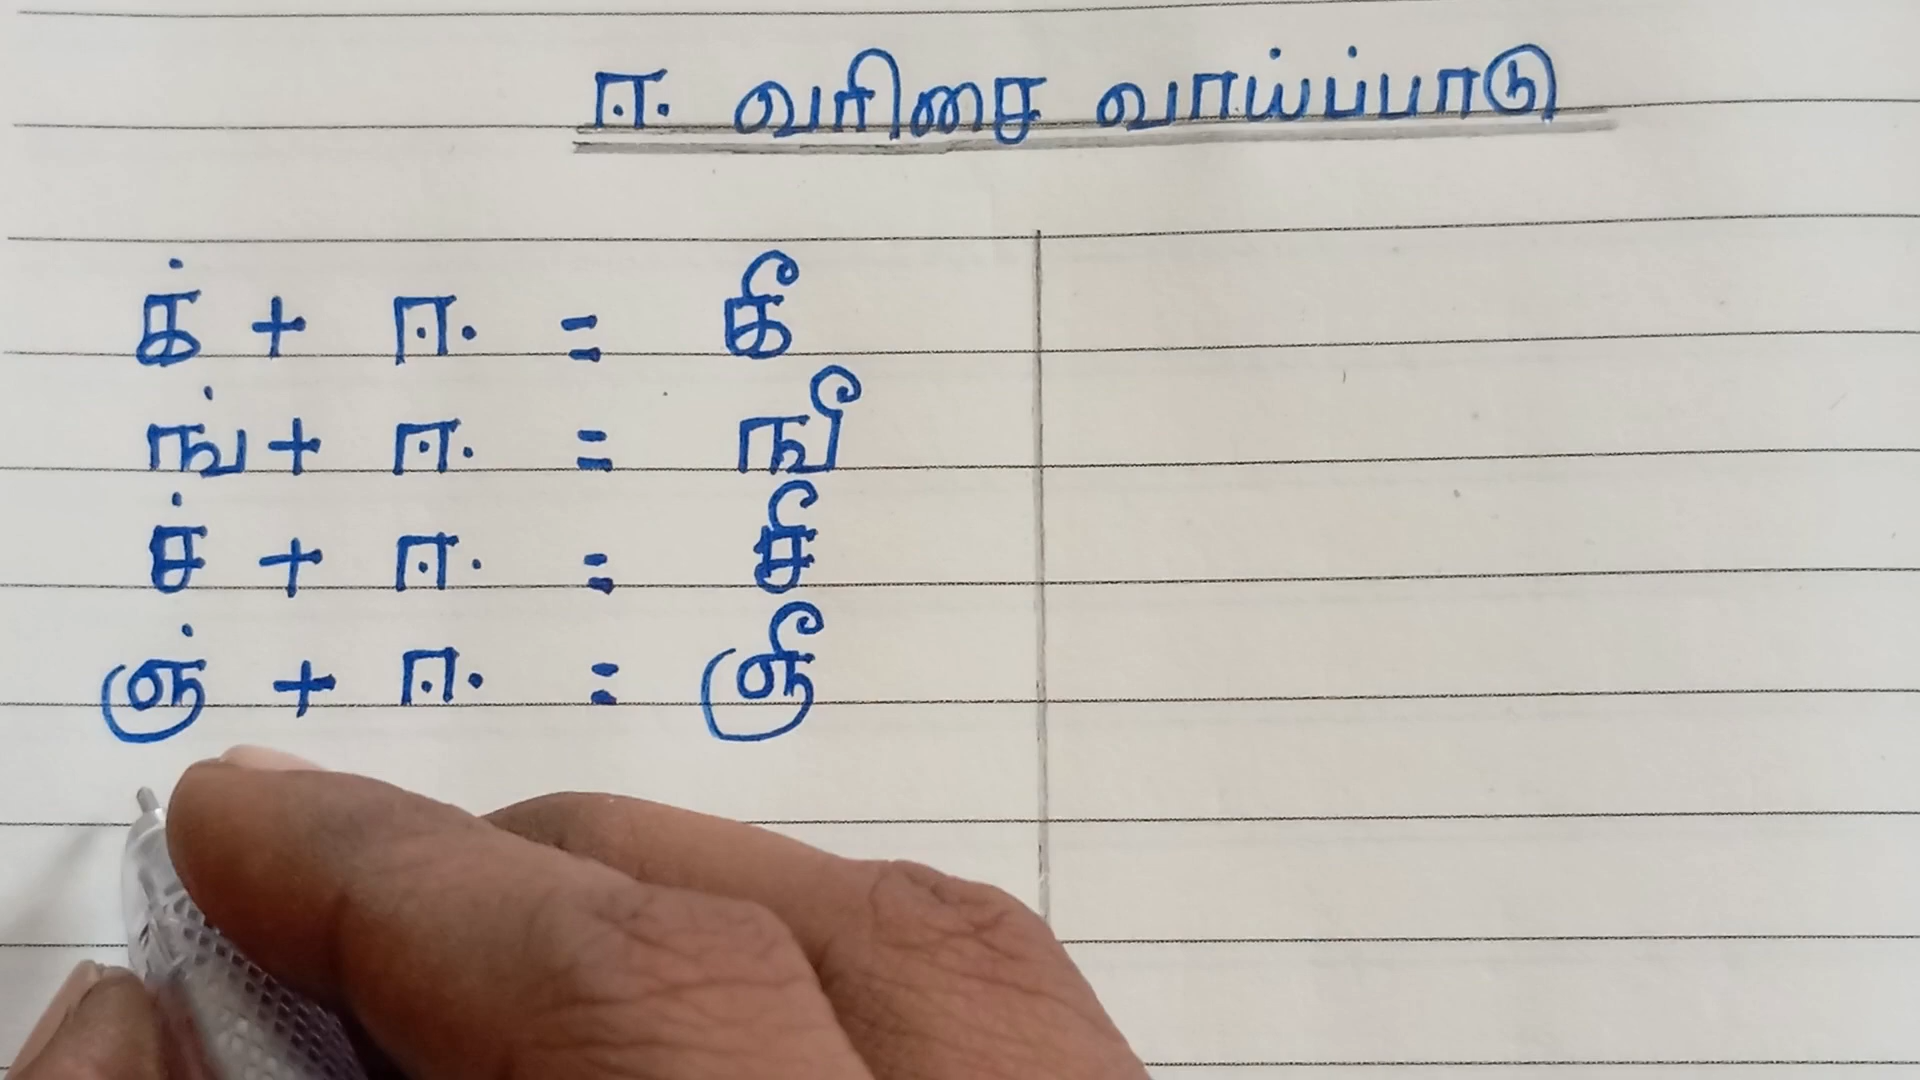 ஈ வரிசை வாய்ப்பாடு
க் + ஈ = கீ
ங் + ஈ = ஙீ
ச் + ஈ = சீ
ஞ் + ஈ = ஞீ